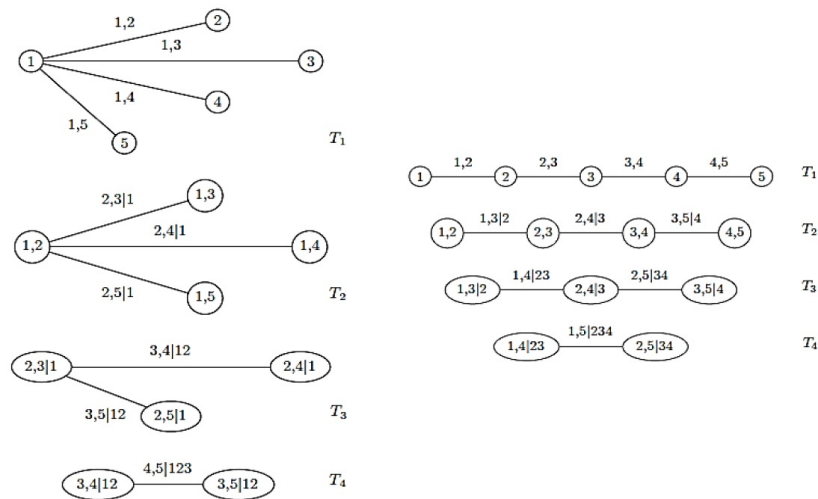 1,2
2
1,3
1
3
1,4
4
1,5
5
T1
1,3
2,3|1
2,4|1
1,2
1,4
2,5|1
1,5
T2
3,4|12
2,3|1
2,4|1
3,5|12
2,5|1
T3
4,5|123
3,4|12
3,5|12
T4
1,2 2,3 3,4 4,5
1 2 3 4 5 T1
1,3|2 2,4|3 3,5|4
1,2 2,3 3,4 4,5 T2
1,4|23 2,5|34
1,3|2 2,4|3 3,5|4 T3
1,5|234
1,4|23 2,5|34 T4